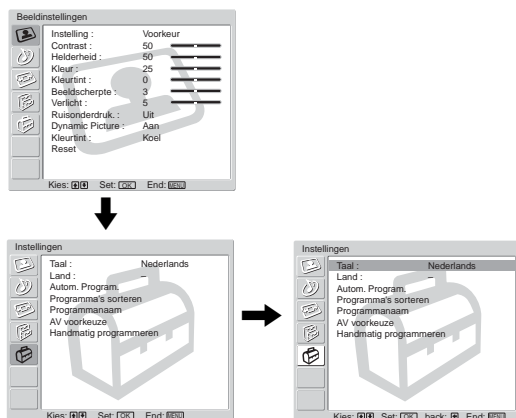 Beeldinstellingen
Instelling : Voorkeur
Contrast : 50
Helderheid : 50
Kleur : 25
Kleurtint : 0
Beeldscherpte : 3
Verlicht : 5
Ruisonderdruk. : Uit
Dynamic Picture : Aan
Kleurtint : Koel
Reset
Kies: Set: OK End: MENU
Instellingen
Taal : Nederlands
Land : –
Autom. Program.
Programma's sorteren
Programmanaam
AV voorkeuze
Handmatig programmeren
Kies: Set: OK End: MENU
Instellingen
Taal : Nederlands
Land : –
Autom. Program.
Programma's sorteren
Programmanaam
AV voorkeuze
Handmatig programmeren
Kies: Set: OK back: End: MENU